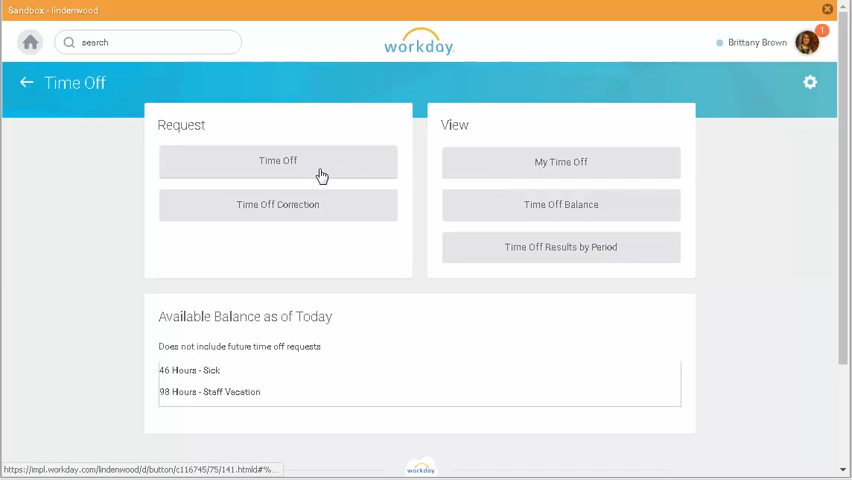 Sandbox - lindenwood
search
workday.
Brittany Brown
1
Time Off
Request
Time Off
Time Off Correction
View
My Time Off
Time Off Balance
Time Off Results by Period
Available Balance as of Today
Does not include future time off requests
46 Hours - Sick
98 Hours - Staff Vacation
https://impl.workday.com/lindenwood/d/button/c116745/75/141.htmld#%...
workday